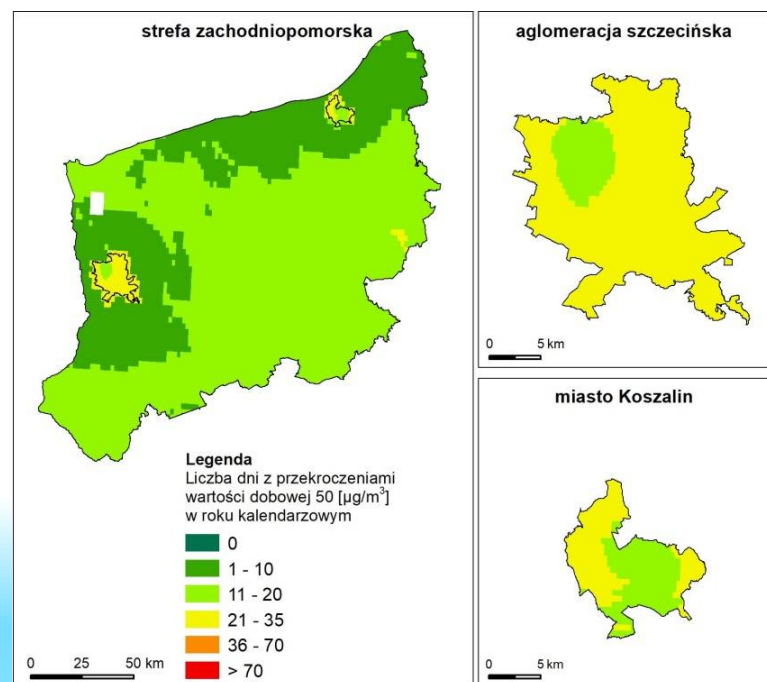 strefa zachodniopomorska
aglomeracja szczecińska
0 5 km
miasto Koszalin
0 5 km
Legenda
Liczba dni z przekroczeniami
wartości dobowej 50 [µg/m³]
w roku kalendarzowym
0
1 - 10
11 - 20
21 - 35
36 - 70
> 70
0 25 50 km